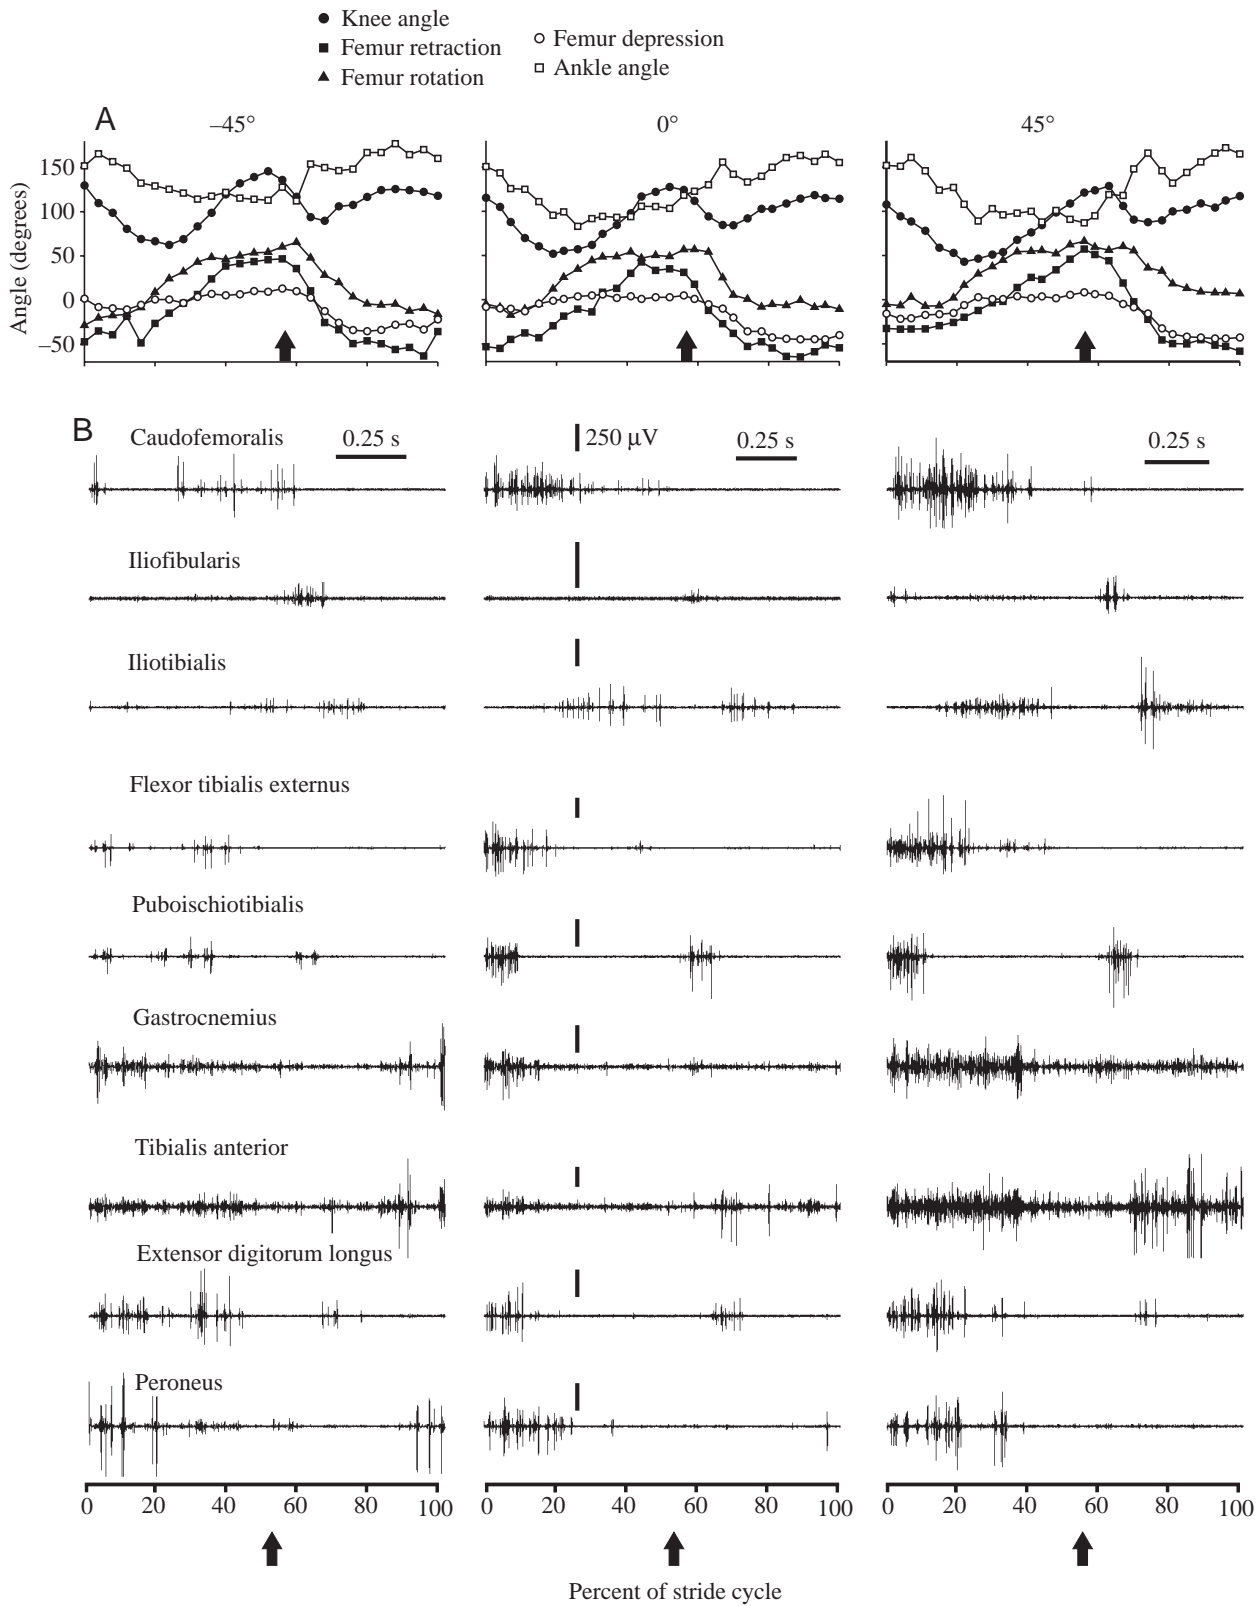 Knee angle
Femur retraction
Femur rotation
Femur depression
Ankle angle
A
–45°
0°
45°
Angle (degrees)
150
100
50
0
–50
B
Caudofemoralis
0.25 s
250 µV
0.25 s
0.25 s
Iliofibularis
Iliotibialis
Flexor tibialis externus
Puboischiotibialis
Gastrocnemius
Tibialis anterior
Extensor digitorum longus
Peroneus
0 20 40 60 80 100
0 20 40 60 80 100
0 20 40 60 80 100
Percent of stride cycle